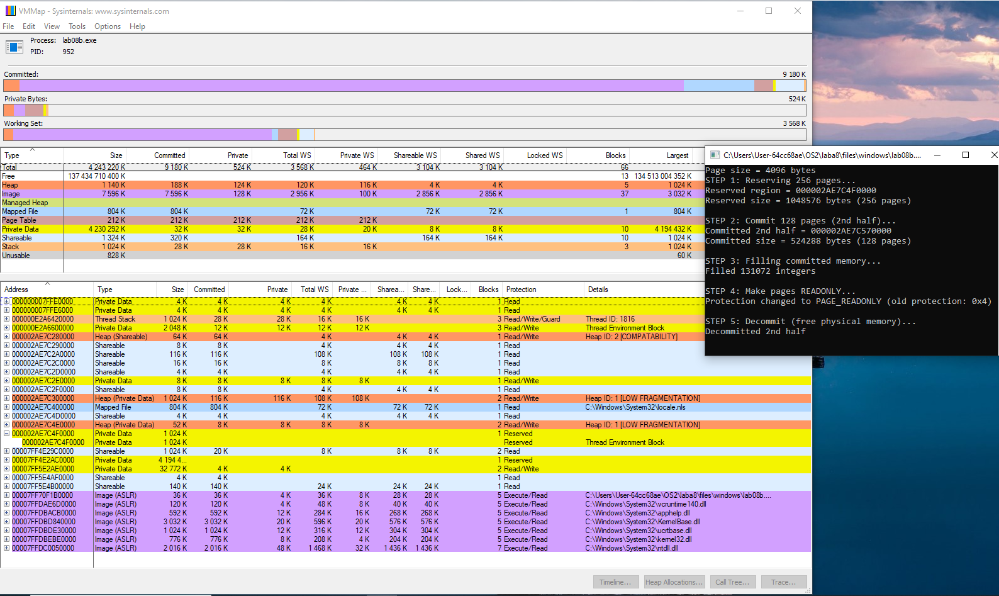 VMMap - Sysinternals: www.sysinternals.com
File Edit View Tools Options Help
Process: lab08b.exe
PID: 952
Committed: 9 180 K
Private Bytes: 524 K
Working Set: 3 568 K
Type Size Committed Private Total WS Private WS Shareable WS Shared WS Locked WS Blocks Largest
Total 4 243 220 K 9 180 K 524 K 3 568 K 464 K 3 104 K 3 104 K 66
Free 137 434 710 400 K 13 134 513 004 352 K
Heap 1 140 K 188 K 124 K 120 K 116 K 4 K 4 K 5 1 024 K
Image 7 596 K 7 596 K 128 K 2 956 K 100 K 2 856 K 2 856 K 37 3 032 K
Managed Heap
Mapped File 804 K 804 K 72 K 72 K 72 K 1 804 K
Page Table 212 K 212 K 212 K 212 K 212 K
Private Data 4 230 292 K 32 K 32 K 28 K 20 K 8 K 8 K 10 4 194 432 K
Shareable 1 324 K 320 K 164 K 164 K 164 K 10 1 024 K
Stack 1 024 K 28 K 28 K 16 K 16 K 3 1 024 K
Unusable 828 K 60 K
Address Type Size Committed Private Total WS Private ... Sharea... Share... Lock... Blocks Protection Details
000000007FFE0000 Private Data 4 K 4 K 4 K 4 K 4 K 1 Read
000000007FFE6000 Private Data 4 K 4 K 4 K 4 K 4 K 1 Read
000000E2A6420000 Thread Stack 1 024 K 28 K 28 K 16 K 16 K 3 Read/Write/Guard Thread ID: 1816
000000E2A6600000 Private Data 2 048 K 12 K 12 K 12 K 12 K 3 Read/Write Thread Environment Block
000002AE7C280000 Heap (Shareable) 64 K 64 K 4 K 4 K 4 K 1 Read/Write Heap ID: 2 [COMPATABILITY]
000002AE7C290000 Shareable 8 K 8 K 4 K 4 K 4 K 1 Read
000002AE7C2A0000 Shareable 116 K 116 K 108 K 108 K 108 K 1 Read
000002AE7C2C0000 Shareable 16 K 16 K 8 K 8 K 8 K 1 Read
000002AE7C2D0000 Shareable 4 K 4 K 4 K 4 K 4 K 1 Read
000002AE7C2E0000 Private Data 8 K 8 K 8 K 8 K 8 K 1 Read/Write
000002AE7C2F0000 Shareable 8 K 8 K 4 K 4 K 4 K 1 Read
000002AE7C300000 Heap (Private Data) 1 024 K 116 K 116 K 108 K 108 K 2 Read/Write Heap ID: 1 [LOW FRAGMENTATION]
000002AE7C400000 Mapped File 804 K 804 K 72 K 72 K 72 K 1 Read C:\Windows\System32\locale.nls
000002AE7C4D0000 Shareable 4 K 4 K 4 K 4 K 4 K 1 Read
000002AE7C4E0000 Heap (Private Data) 52 K 8 K 8 K 8 K 8 K 2 Read/Write Heap ID: 1 [LOW FRAGMENTATION]
000002AE7C4F0000 Private Data 1 024 K 1 Reserved
000002AE7C4F0000 Private Data 1 024 K Reserved Thread Environment Block
00007FF4E29C0000 Shareable 1 024 K 20 K 8 K 8 K 8 K 2 Read
00007FF4E2AC0000 Private Data 4 194 4... 1 Reserved
00007FF5E2AE0000 Private Data 32 772 K 4 K 4 K 2 Read/Write
00007FF5E4AF0000 Shareable 4 K 4 K 1 Read
00007FF5E4B00000 Shareable 140 K 140 K 24 K 24 K 24 K 1 Read
00007FF70F1B0000 Image (ASLR) 36 K 36 K 4 K 36 K 8 K 28 K 28 K 5 Execute/Read C:\Users\User-64cc68ae\OS2\laba8\files\windows\lab08b....
00007FFDAE6D0000 Image (ASLR) 120 K 120 K 4 K 48 K 8 K 40 K 40 K 5 Execute/Read C:\Windows\System32\vcruntime140.dll
00007FFDBACB0000 Image (ASLR) 592 K 592 K 12 K 284 K 16 K 268 K 268 K 5 Execute/Read C:\Windows\System32\apphelp.dll
00007FFDBD840000 Image (ASLR) 3 032 K 3 032 K 20 K 596 K 20 K 576 K 576 K 5 Execute/Read C:\Windows\System32\KernelBase.dll
00007FFDBDE30000 Image (ASLR) 1 024 K 1 024 K 12 K 316 K 12 K 304 K 304 K 5 Execute/Read C:\Windows\System32\ucrtbase.dll
00007FFDBEBE0000 Image (ASLR) 776 K 776 K 8 K 208 K 4 K 204 K 204 K 5 Execute/Read C:\Windows\System32\kernel32.dll
00007FFDC0050000 Image (ASLR) 2 016 K 2 016 K 48 K 1 468 K 32 K 1 436 K 1 436 K 7 Execute/Read C:\Windows\System32\ntdll.dll
Timeline... Heap Allocations... Call Tree... Trace...
C:\Users\User-64cc68ae\OS2\laba8\files\windows\lab08b....
Page size = 4096 bytes
STEP 1: Reserving 256 pages...
Reserved region = 000002AE7C4F0000
Reserved size = 1048576 bytes (256 pages)
STEP 2: Commit 128 pages (2nd half)...
Committed 2nd half = 000002AE7C570000
Committed size = 524288 bytes (128 pages)
STEP 3: Filling committed memory...
Filled 131072 integers
STEP 4: Make pages READONLY...
Protection changed to PAGE_READONLY (old protection: 0x4)
STEP 5: Decommit (free physical memory)...
Decommitted 2nd half